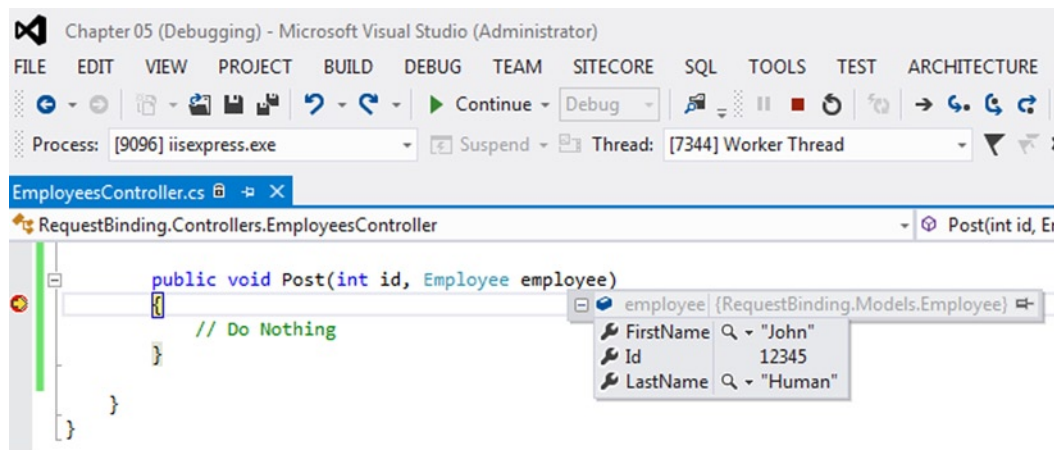 Chapter 05 (Debugging) - Microsoft Visual Studio (Administrator)
FILE EDIT VIEW PROJECT BUILD DEBUG TEAM SITECORE SQL TOOLS TEST ARCHITECTURE
Continue Debug
Process: [9096] iisexpress.exe Suspend Thread: [7344] Worker Thread
EmployeesController.cs
RequestBinding.Controllers.EmployeesController Post(int id, Em
public void Post(int id, Employee employee)
{
employee {RequestBinding.Models.Employee}
// Do Nothing
FirstName "John"
}
Id 12345
LastName "Human"
}
}